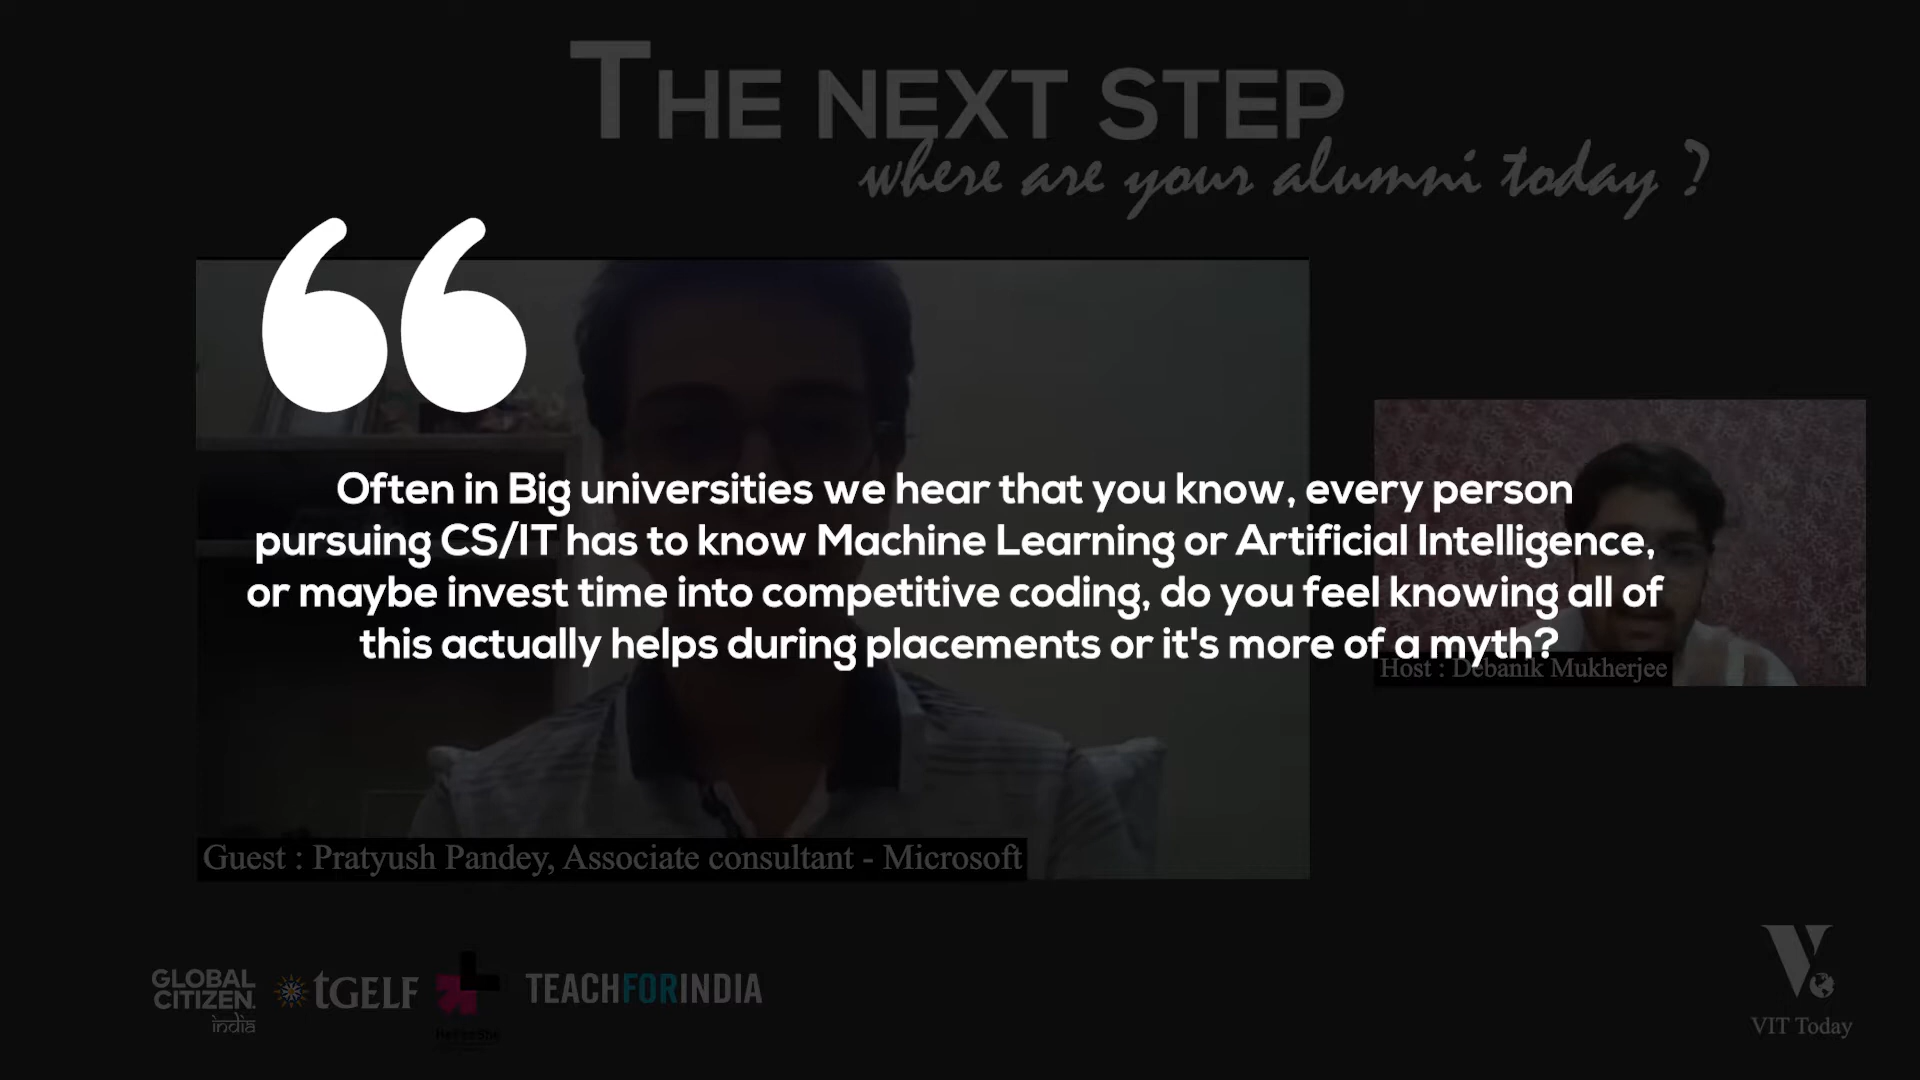 THE NEXT STEP
where are your alumni today ?
Often in Big universities we hear that you know, every person
pursuing CS/IT has to know Machine Learning or Artificial Intelligence,
or maybe invest time into competitive coding, do you feel knowing all of
this actually helps during placements or it's more of a myth?
Host : Debanik Mukherjee
Guest : Pratyush Pandey, Associate consultant - Microsoft
GLOBAL
CITIZEN.
india
tGELF
HeForShe
TEACHFORINDIA
VIT Today